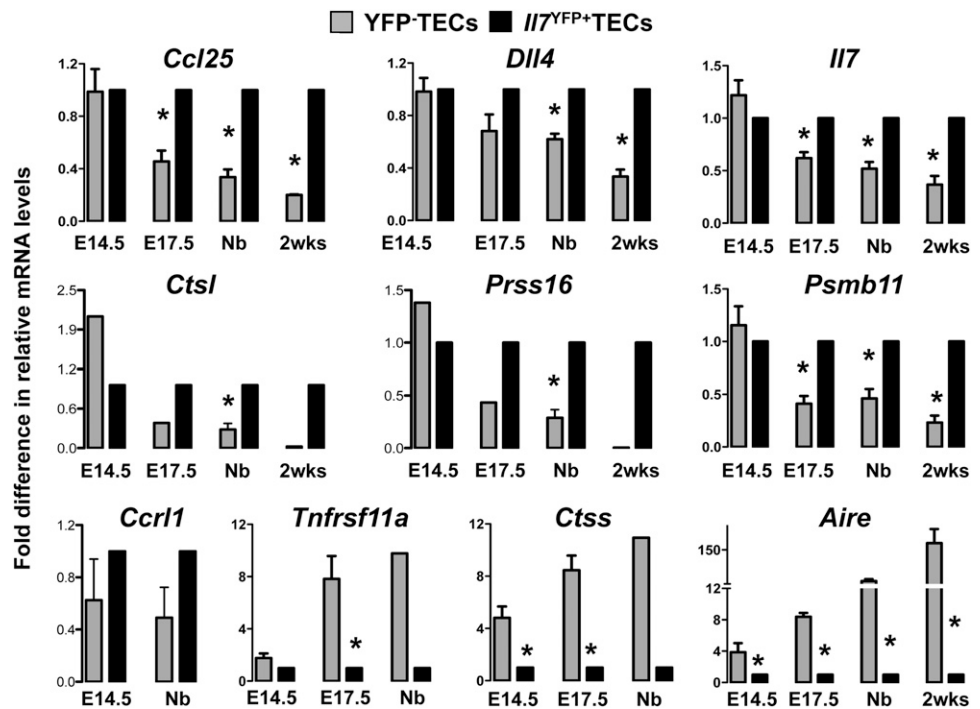 YFP⁻TECs Il7^YFP+TECs
Fold difference in relative mRNA levels
Ccl25
1.2
0.8
0.4
0.0
E14.5 E17.5 Nb 2wks
* * *
Dll4
1.2
0.8
0.4
0.0
E14.5 E17.5 Nb 2wks
* *
Il7
1.5
1.0
0.5
0.0
E14.5 E17.5 Nb 2wks
* * *
Ctsl
2.5
1.9
1.2
0.6
0.0
E14.5 E17.5 Nb 2wks
*
Prss16
1.5
1.0
0.5
0.0
E14.5 E17.5 Nb 2wks
*
Psmb11
1.5
1.0
0.5
0.0
E14.5 E17.5 Nb 2wks
* * *
Ccrl1
1.2
0.8
0.4
0.0
E14.5 Nb
Tnfrsf11a
12
8
4
0
E14.5 E17.5 Nb
*
Ctss
12
8
4
0
E14.5 E17.5 Nb
* *
Aire
150
12
8
4
0
E14.5 E17.5 Nb 2wks
* * * *